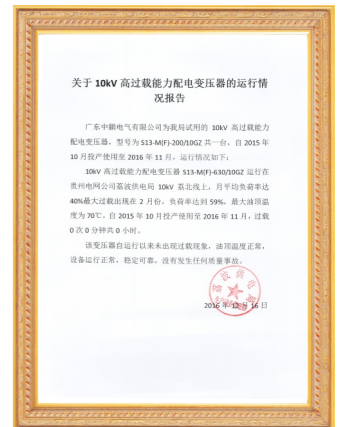 关于 10kV 高过载能力配电变压器的运行情
况报告
广东中鹏电气有限公司为我局试用的 10kV 高过载能力
配电变压器，型号为 S13-M(F)-200/10GZ 共一台，自 2015 年
10 月投产使用至 2016 年 11 月，运行情况如下：
10kV 高过载能力配电变压器 S13-M(F)-630/10GZ 运行在
贵州电网公司荔波供电局 10kV 荔北线上，月平均负荷率达
40%最大过载出现在 2 月份，负荷率达到 59%，最大油顶温
度为 70℃，自 2015 年 10 月投产使用至 2016 年 11 月，过载
0 次 0 分钟共 0 小时。
该变压器自运行以来未出现过载现象，油顶温度正常，
设备运行正常，稳定可靠，没有发生任何质量事故。
荔波供电局
2016 年 12 月 16 日